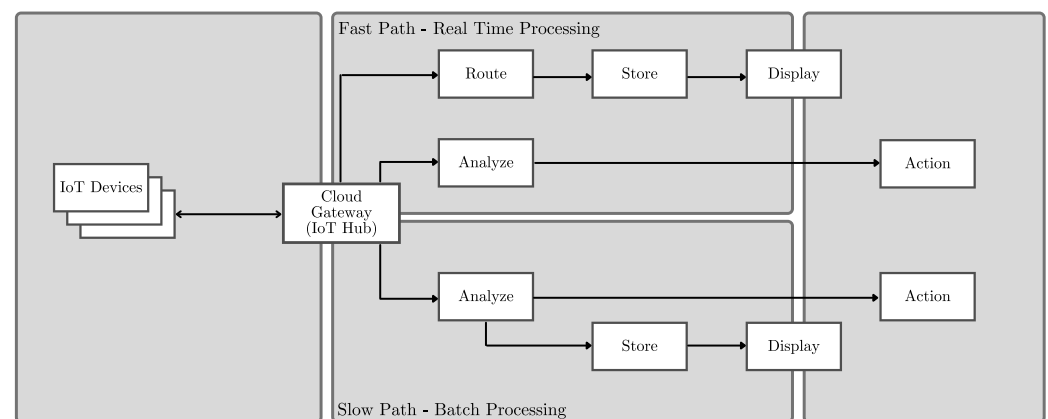 Fast Path - Real Time Processing
Route
Store
Display
Analyze
Action
IoT Devices
Cloud
Gateway
(IoT Hub)
Analyze
Action
Store
Display
Slow Path - Batch Processing